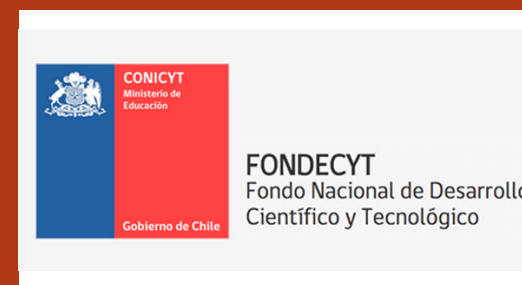 CONICYT
Ministerio de
Educación
Gobierno de Chile
FONDECYT
Fondo Nacional de Desarrollo
Científico y Tecnológico